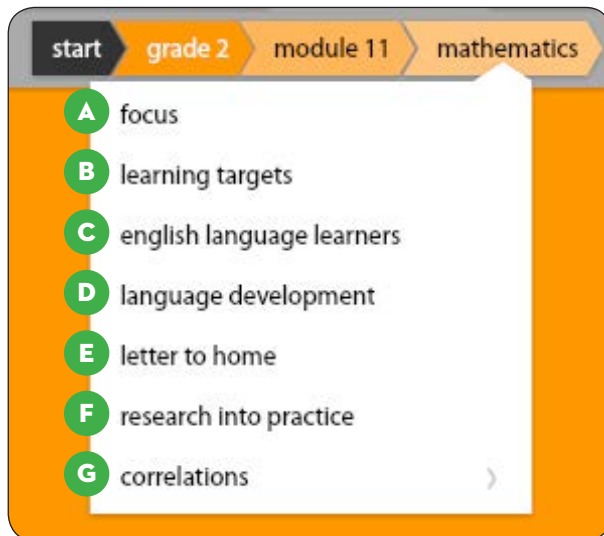 start grade 2 module 11 mathematics
A focus
B learning targets
C english language learners
D language development
E letter to home
F research into practice
G correlations